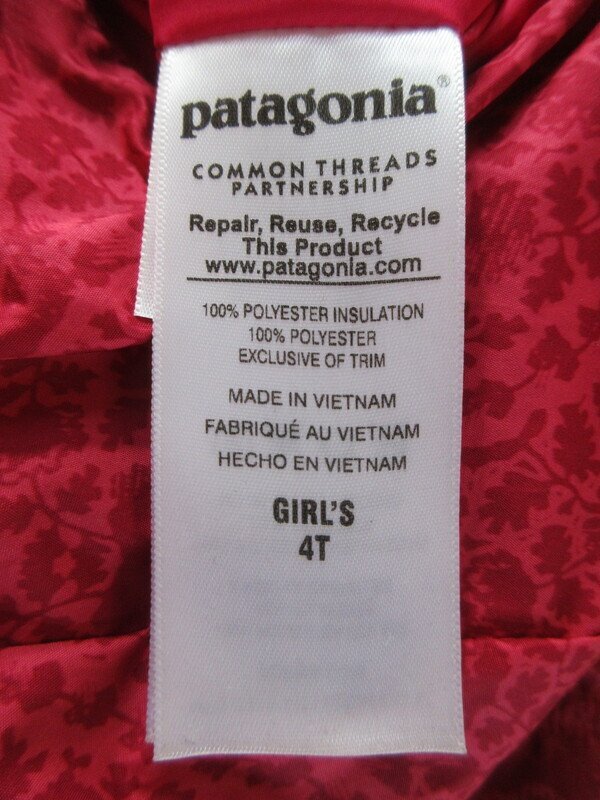 patagonia®
COMMON THREADS
PARTNERSHIP
Repair, Reuse, Recycle
This Product
www.patagonia.com
100% POLYESTER INSULATION
100% POLYESTER
EXCLUSIVE OF TRIM
MADE IN VIETNAM
FABRIQUÉ AU VIETNAM
HECHO EN VIETNAM
GIRL'S
4T